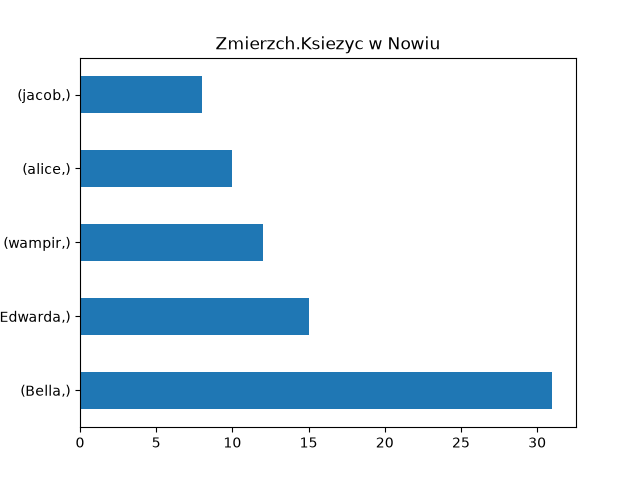 Zmierzch.Ksiezyc w Nowiu
(jacob,)
(alice,)
(wampir,)
Edwarda,)
(Bella,)
0 5 10 15 20 25 30